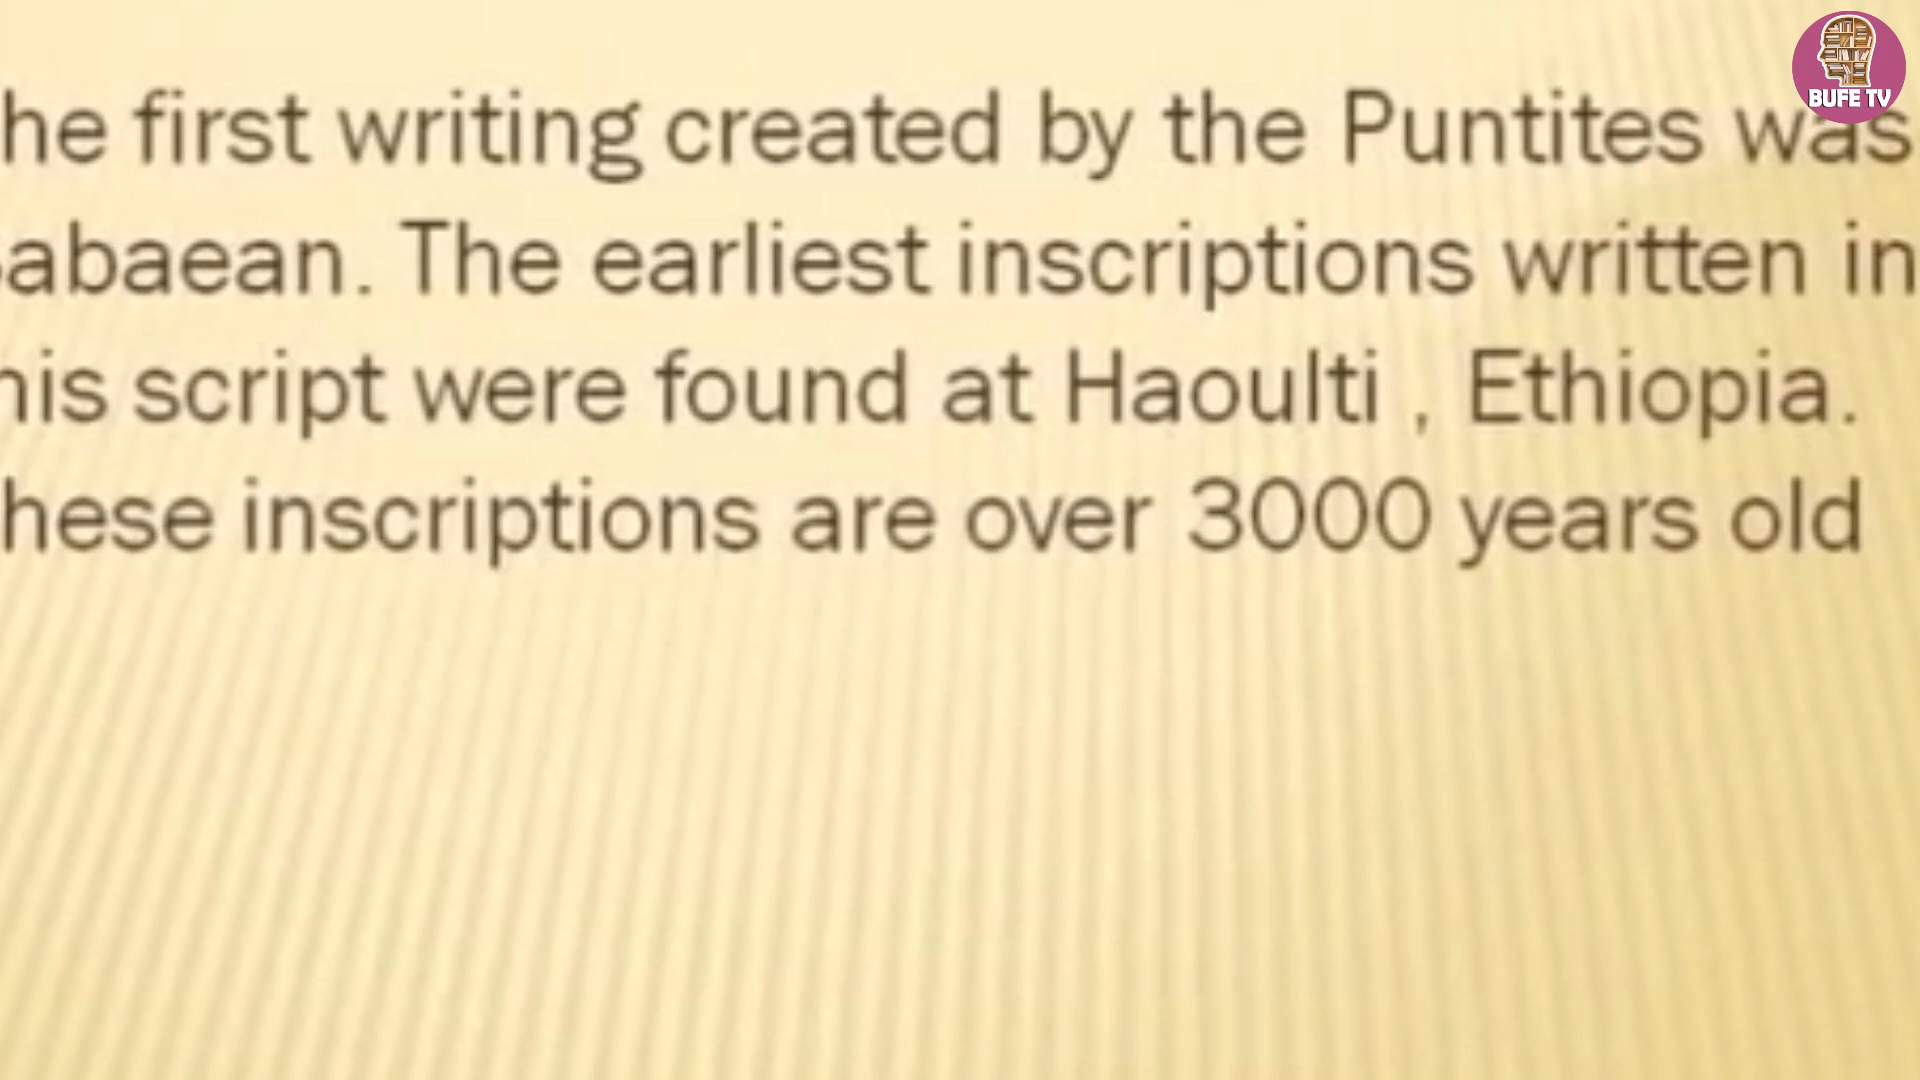 he first writing created by the Puntites was
abaean. The earliest inscriptions written in
his script were found at Haoulti , Ethiopia.
hese inscriptions are over 3000 years old
BUFE TV